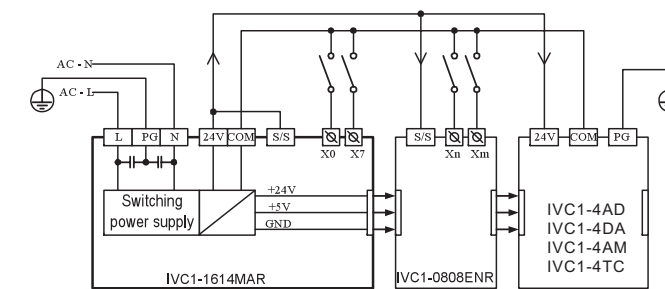 AC - N
AC - L
L PG N 24V COM S/S X0 X7
S/S Xn Xm
24V COM PG
Switching
power supply
+24V
+5V
GND
IVC1-1614MAR
IVC1-0808ENR
IVC1-4AD
IVC1-4DA
IVC1-4AM
IVC1-4TC